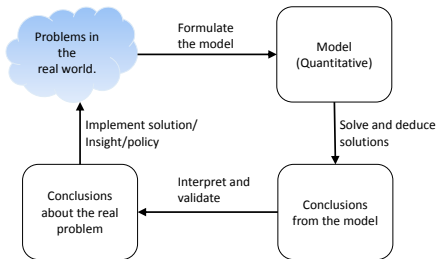 Problems in
the
real world.
Formulate
the model
Model
(Quantitative)
Solve and deduce
solutions
Conclusions
from the model
Interpret and
validate
Conclusions
about the real
problem
Implement solution/
Insight/policy